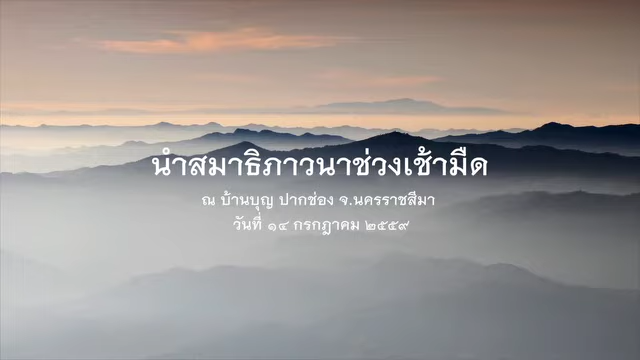 นำสมาธิภาวนาช่วงเช้ามืด
ณ บ้านบุญ ปากช่อง จ.นครราชสีมา
วันที่ ๑๔ กรกฎาคม ๒๕๕๙